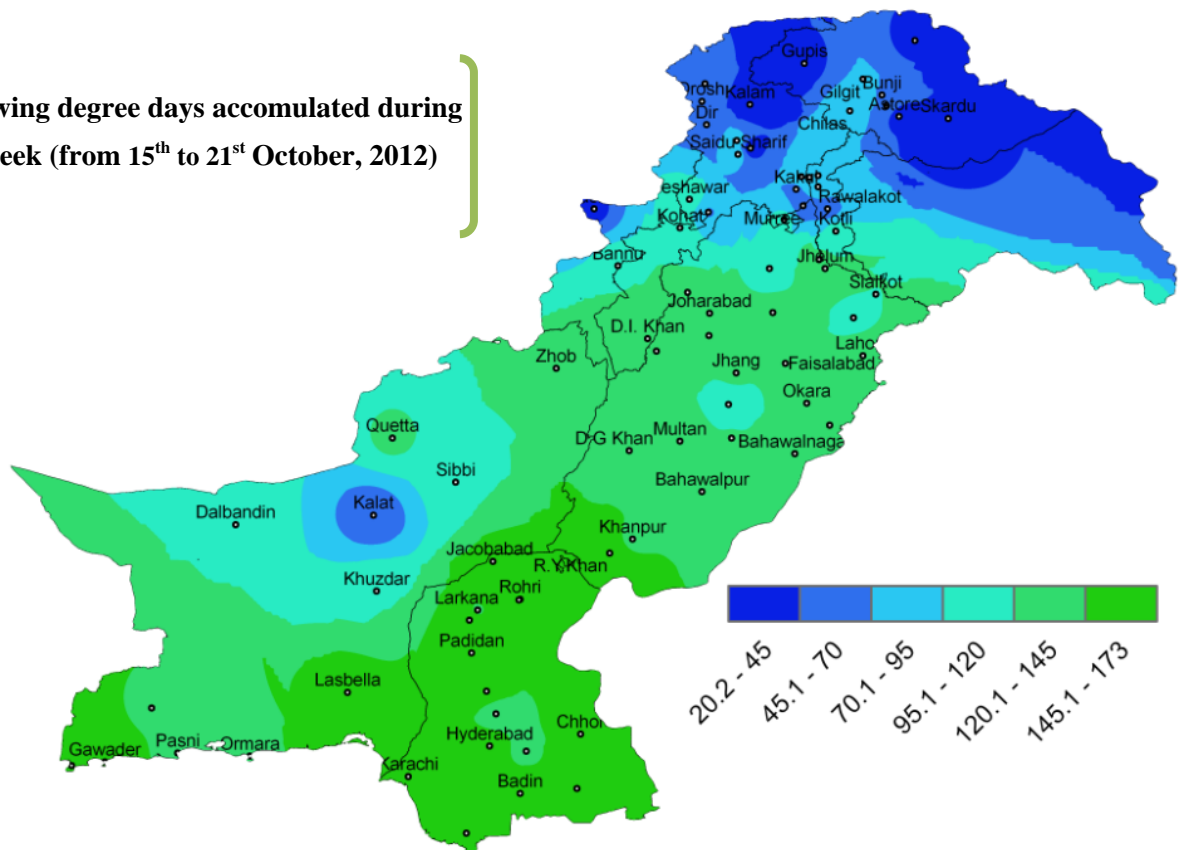 wing degree days accomulated during
eek (from 15th to 21st October, 2012)
Gupis
Drosh Kalam
Gilgit Bunji
Dir
Astore Skardu
Chilas
Saidu Sharif
Kakul
eshawar
Rawalakot
Kohat
Murree
Kotli
Bannu
Jhelum
Sialkot
Joharabad
D.I. Khan
Laho
Zhob
Jhang
Faisalabad
Okara
Quetta
D.G Khan
Multan
Bahawalnaga
Sibbi
Bahawalpur
Dalbandin
Kalat
Khanpur
Jacobabad
R.Y.Khan
Khuzdar
Rohri
Larkana
Padidan
Lasbella
Hyderabad
Chhor
Gawader
Pasni
Ormara
Karachi
Badin
20.2 - 45
45.1 - 70
70.1 - 95
95.1 - 120
120.1 - 145
145.1 - 173